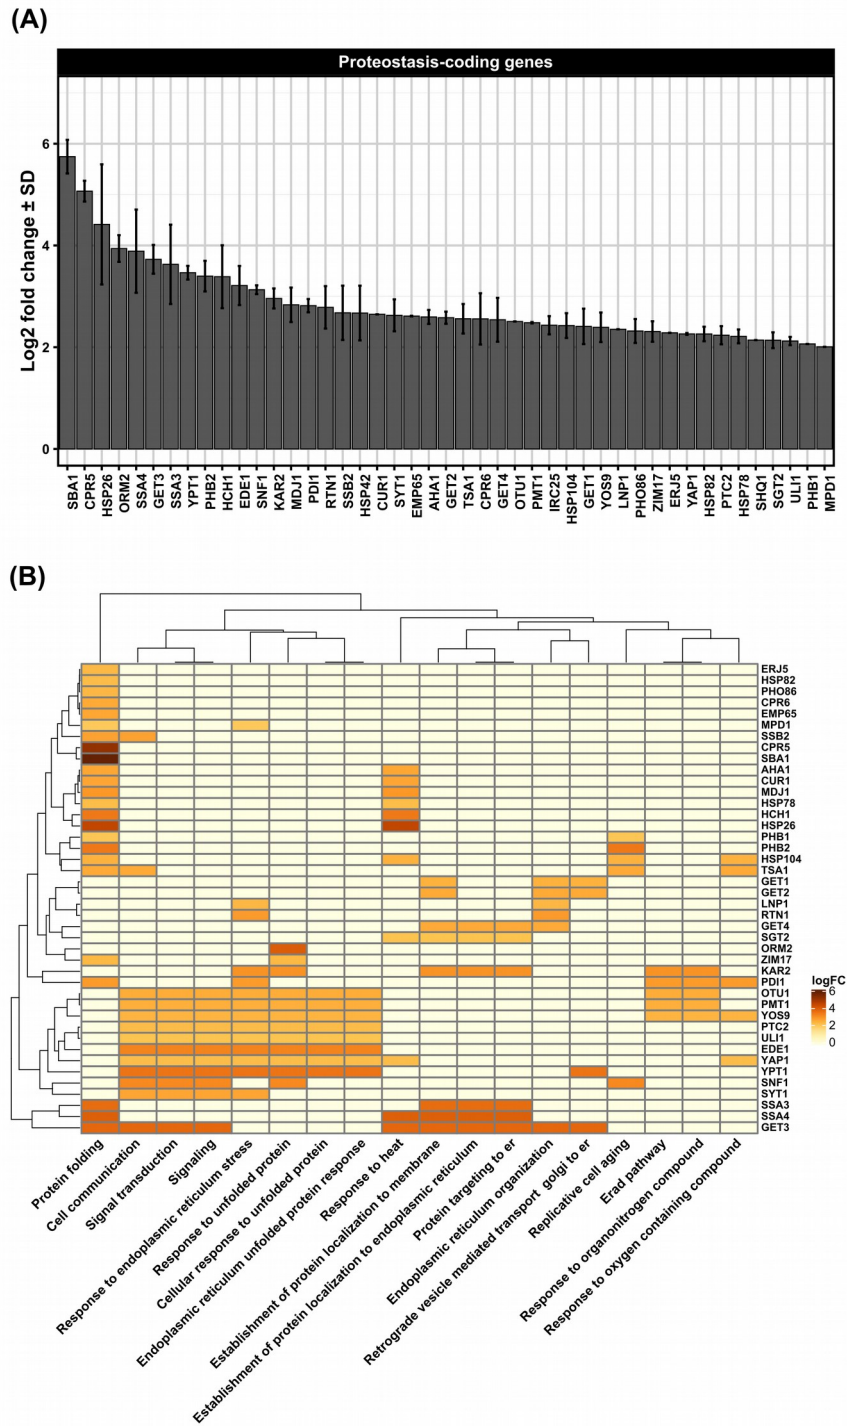 (A)
Proteostasis-coding genes
Log2 fold change ± SD
6
4
2
0
SBA1
CPR5
HSP26
ORM2
SSA4
GET3
SSA3
YPT1
PHB2
HCH1
EDE1
SNF1
KAR2
MDJ1
PDI1
RTN1
SSB2
HSP42
CUR1
SYT1
EMP65
AHA1
GET2
TSA1
CPR6
GET4
OTU1
PMT1
IRC25
HSP104
GET1
YOS9
LNP1
PHO86
ZIM17
ERJ5
YAP1
HSP82
PTC2
HSP78
SHQ1
SGT2
ULI1
PHB1
MPD1
(B)
ERJ5
HSP82
PHO86
CPR6
EMP65
MPD1
SSB2
CPR5
SBA1
AHA1
CUR1
MDJ1
HSP78
HCH1
HSP26
PHB1
PHB2
HSP104
TSA1
GET1
GET2
LNP1
RTN1
GET4
SGT2
ORM2
ZIM17
KAR2
PDI1
OTU1
PMT1
YOS9
PTC2
ULI1
EDE1
YAP1
YPT1
SNF1
SYT1
SSA3
SSA4
GET3
logFC
6
4
2
0
Protein folding
Cell communication
Signal transduction
Signaling
Response to endoplasmic reticulum stress
Response to unfolded protein
Cellular response to unfolded protein
Endoplasmic reticulum unfolded protein response
Response to heat
Establishment of protein localization to membrane
Establishment of protein localization to endoplasmic reticulum
Protein targeting to er
Endoplasmic reticulum organization
Retrograde vesicle mediated transport golgi to er
Replicative cell aging
Erad pathway
Response to organonitrogen compound
Response to oxygen containing compound